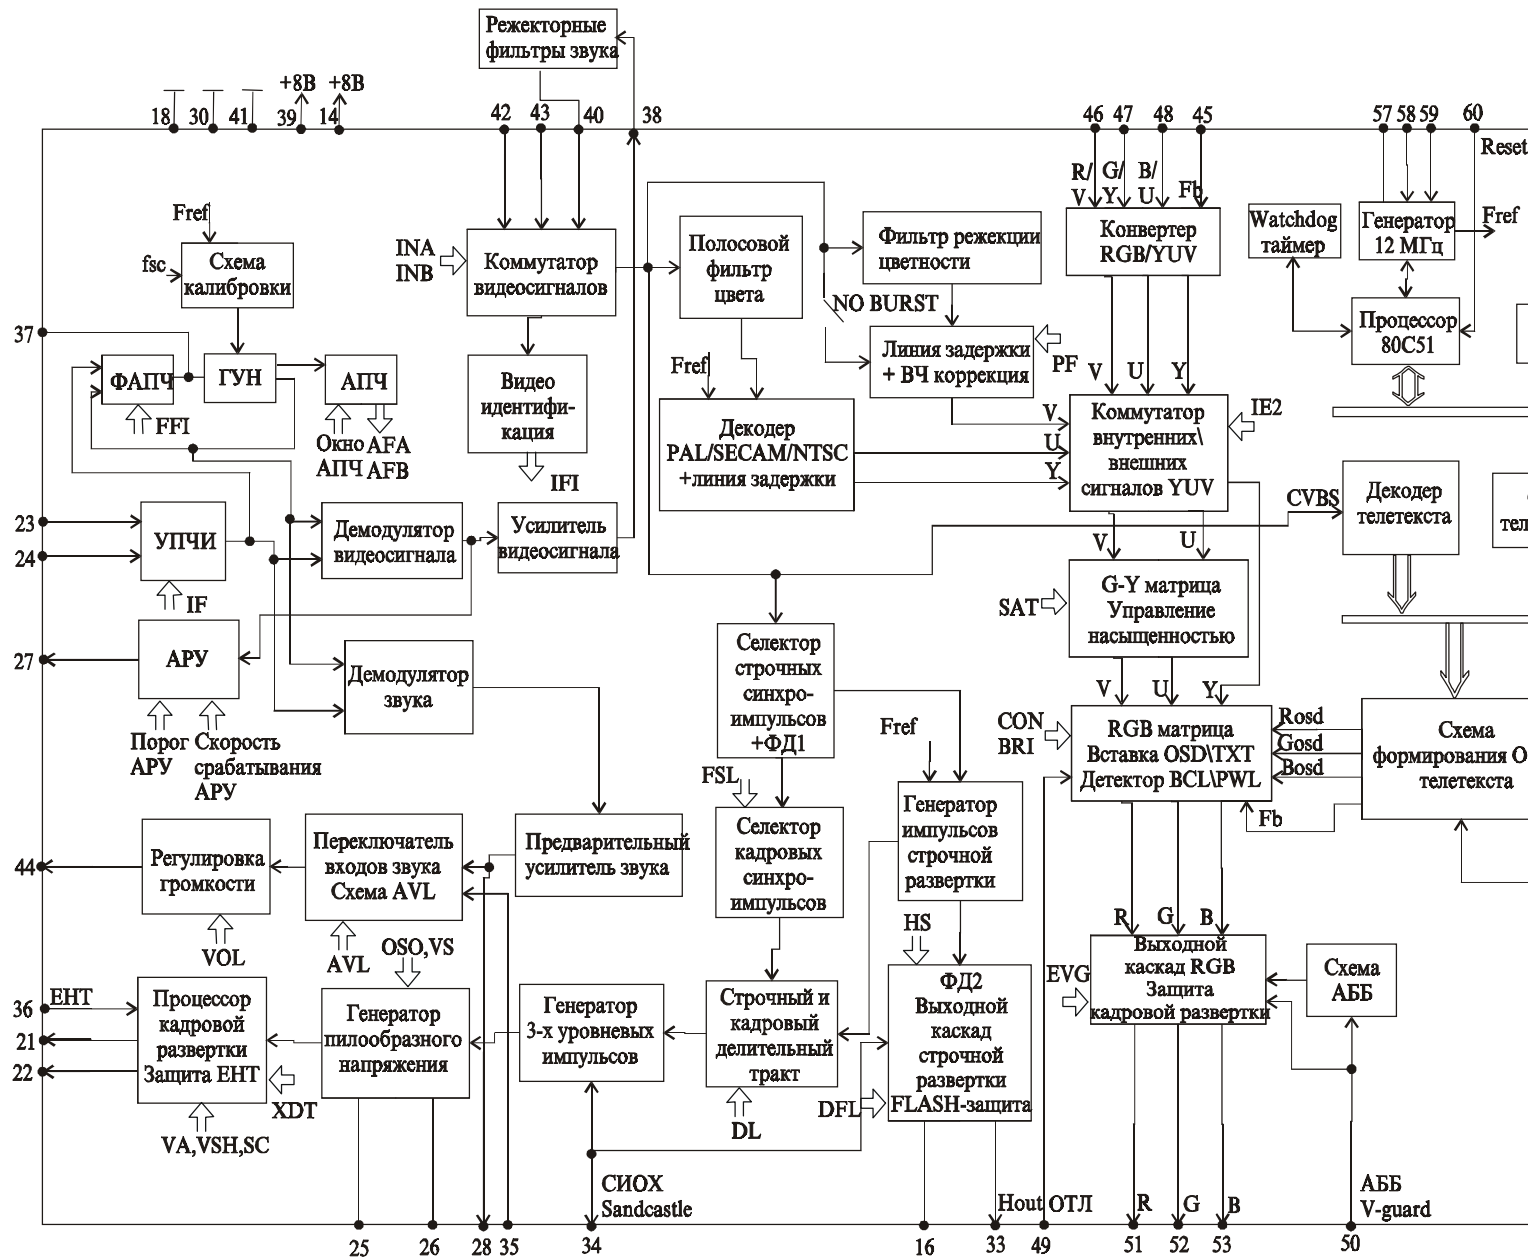 Режекторные
фильтры звука
+8В
+8В
18
30
41
39
14
42
43
40
38
46
47
48
45
57
58
59
60
Reset
R/
V
G/
Y
B/
U
Fb
Fref
fsc
Схема
калибровки
INA
INB
Коммутатор
видеосигналов
Полосовой
фильтр
цвета
Фильтр режекции
цветности
NO BURST
Конвертер
RGB/YUV
Watchdog
таймер
Генератор
12 МГц
Fref
37
ФАПЧ
ГУН
АПЧ
FFI
Окно
АПЧ
AFA
AFB
Видео
идентифи-
кация
IFI
Fref
Линия задержки
+ ВЧ коррекция
PF
V
U
Y
Процессор
80C51
Декодер
PAL/SECAM/NTSC
+линия задержки
V
U
Y
Коммутатор
внутренних\
внешних
сигналов YUV
IE2
CVBS
Декодер
телетекста
тел
23
24
УПЧИ
IF
Демодулятор
видеосигнала
Усилитель
видеосигнала
V
U
SAT
G-Y матрица
Управление
насыщенностью
27
АРУ
Порог
АРУ
Скорость
срабатывания
АРУ
Демодулятор
звука
Селектор
строчных
синхро-
импульсов
+ФД1
Fref
V
U
Y
CON
BRI
RGB матрица
Вставка OSD\TXT
Детектор BCL\PWL
Rosd
Gosd
Bosd
Fb
Схема
формирования O
телетекста
FSL
44
Регулировка
громкости
VOL
Переключатель
входов звука
Схема AVL
AVL
Предварительный
усилитель звука
Селектор
кадровых
синхро-
импульсов
Генератор
импульсов
строчной
развертки
HS
R
G
B
OSO,VS
36
EHT
21
22
Процессор
кадровой
развертки
Защита EHT
XDT
VA,VSH,SC
Генератор
пилообразного
напряжения
Генератор
3-х уровневых
импульсов
Строчный и
кадровый
делительный
тракт
DL
ФД2
Выходной
каскад
строчной
развертки
FLASH-защита
DFL
EVG
Выходной
каскад RGB
Защита
кадровой развертки
Схема
АББ
СИОХ
Sandcastle
Hout
ОТЛ
R
G
B
АББ
V-guard
25
26
28
35
34
16
33
49
51
52
53
50